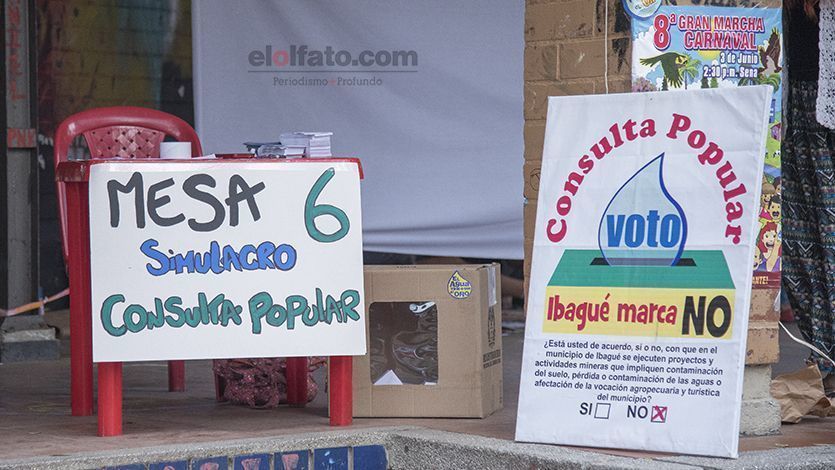 elolfato.com
Periodismo+Profundo
8ª GRAN MARCHA
CARNAVAL
3 de Junio
2:30 p.m. Sena
MESA 6
SIMULACRO
CONSULTA POPULAR
Consulta Popular
voto
Ibagué marca NO
¿Está usted de acuerdo, si o no, con que en el
municipio de Ibagué se ejecuten proyectos y
actividades mineras que impliquen contaminación
del suelo, pérdida o contaminación de las aguas o
afectación de la vocación agropecuaria y turística
del municipio?
SI NO